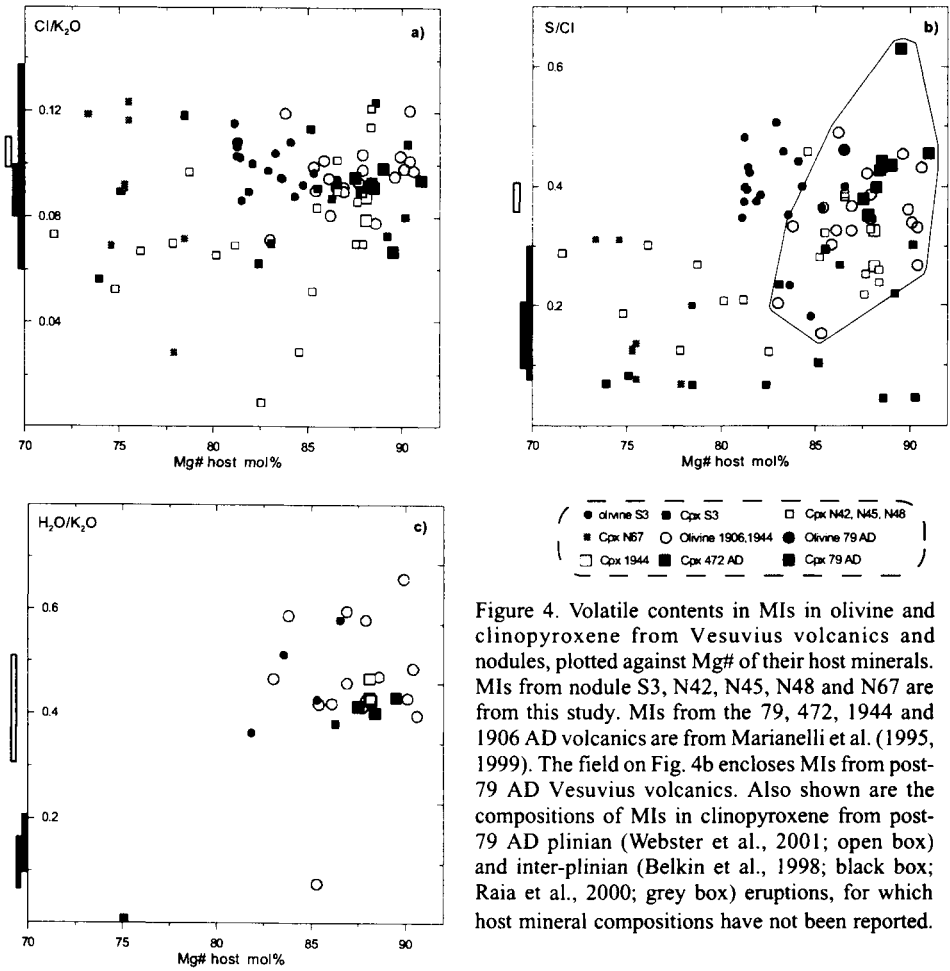 Cl/K₂O
a)
0.12
0.08
0.04
70 75 80 85 90
Mg# host mol%
S/Cl
b)
0.6
0.4
0.2
70 75 80 85 90
Mg# host mol%
H₂O/K₂O
c)
0.6
0.4
0.2
70 75 80 85 90
Mg# host mol%
olivine S3 Cpx S3 Cpx N42, N45, N48
Cpx N67 Olivine 1906,1944 Olivine 79 AD
Cpx 1944 Cpx 472 AD Cpx 79 AD
Figure 4. Volatile contents in MIs in olivine and
clinopyroxene from Vesuvius volcanics and
nodules, plotted against Mg# of their host minerals.
MIs from nodule S3, N42, N45, N48 and N67 are
from this study. MIs from the 79, 472, 1944 and
1906 AD volcanics are from Marianelli et al. (1995,
1999). The field on Fig. 4b encloses MIs from post-
79 AD Vesuvius volcanics. Also shown are the
compositions of MIs in clinopyroxene from post-
79 AD plinian (Webster et al., 2001; open box)
and inter-plinian (Belkin et al., 1998; black box;
Raia et al., 2000; grey box) eruptions, for which
host mineral compositions have not been reported.